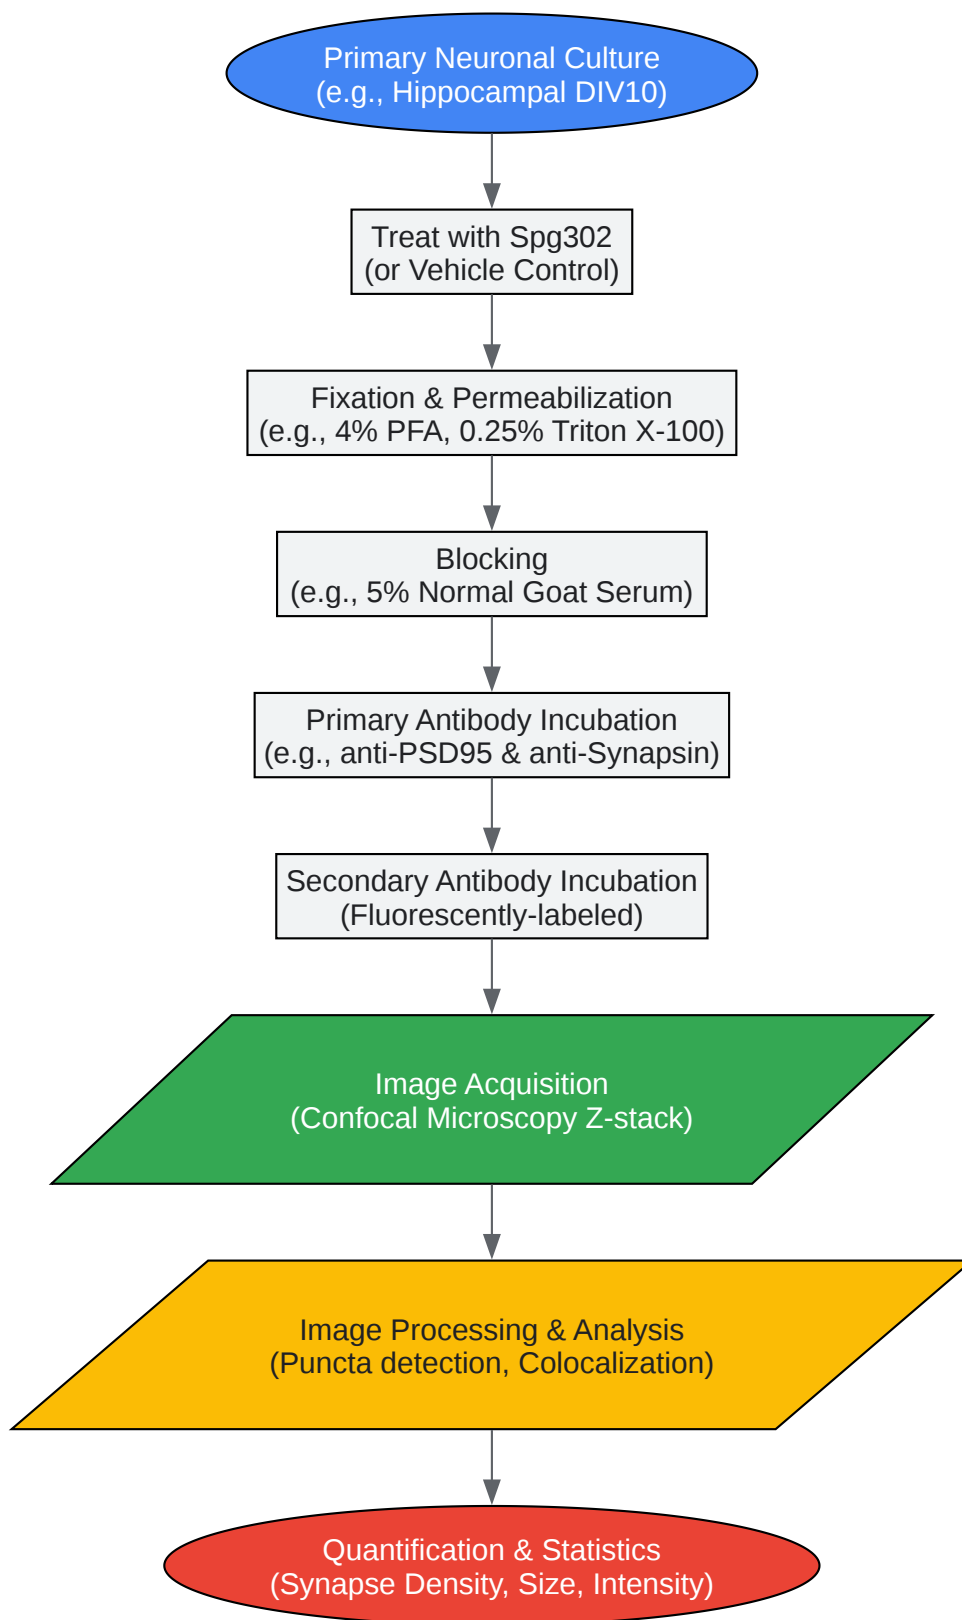 Primary Neuronal Culture
(e.g., Hippocampal DIV10)
Treat with Spg302
(or Vehicle Control)
Fixation & Permeabilization
(e.g., 4% PFA, 0.25% Triton X-100)
Blocking
(e.g., 5% Normal Goat Serum)
Primary Antibody Incubation
(e.g., anti-PSD95 & anti-Synapsin)
Secondary Antibody Incubation
(Fluorescently-labeled)
Image Acquisition
(Confocal Microscopy Z-stack)
Image Processing & Analysis
(Puncta detection, Colocalization)
Quantification & Statistics
(Synapse Density, Size, Intensity)